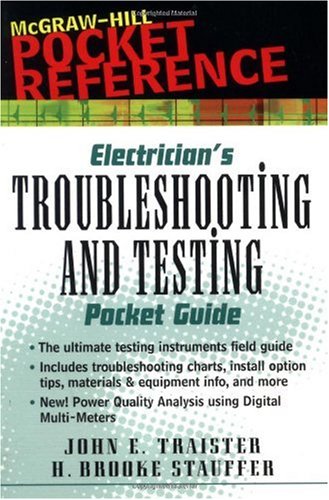 McGRAW-HILL
POCKET
REFERENCE
Electrician's
TROUBLESHOOTiNG
AND TESTiNG
Pocket Guide
• The ultimate testing instruments field guide
• Includes troubleshooting charts, install option
tips, materials & equipment info, and more
• New! Power Quality Analysis using Digital
Multi-Meters
JOHN E. TRAISTER
H. BROOKE STAUFFER